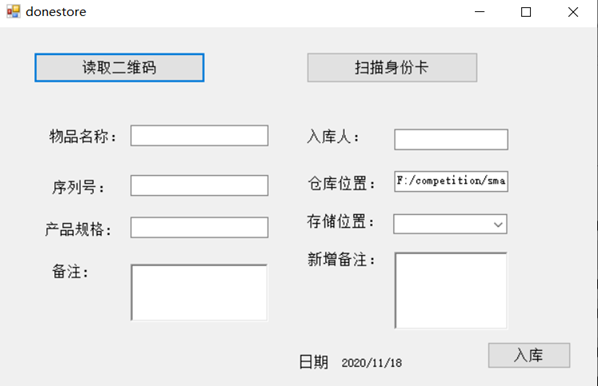 donestore
读取二维码 扫描身份卡
物品名称： 入库人：
序列号： 仓库位置： F:/competition/sma
产品规格： 存储位置：
备注： 新增备注：
日期 2020/11/18 入库